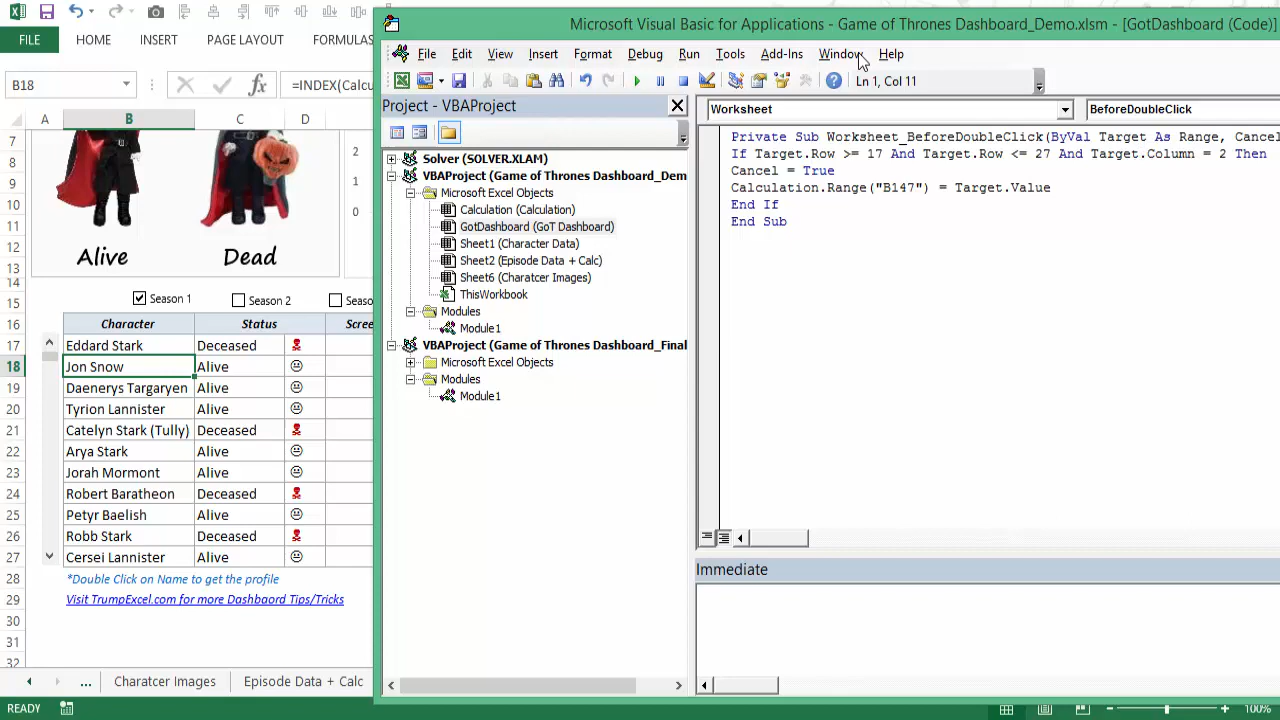 Microsoft Visual Basic for Applications - Game of Thrones Dashboard_Demo.xlsm - [GotDashboard (Code)]
FILE HOME INSERT PAGE LAYOUT FORMULAS
B18
fx
=INDEX(Calcu
A B C D
7
8
9
10
11
12
13
14
15
16
17
18
19
20
21
22
23
24
25
26
27
28
29
30
31
32
2
1
0
Alive Dead
Season 1 Season 2 Seaso
Character Status Scree
Eddard Stark Deceased
Jon Snow Alive
Daenerys Targaryen Alive
Tyrion Lannister Alive
Catelyn Stark (Tully) Deceased
Arya Stark Alive
Jorah Mormont Alive
Robert Baratheon Deceased
Petyr Baelish Alive
Robb Stark Deceased
Cersei Lannister Alive
*Double Click on Name to get the profile
Visit TrumpExcel.com for more Dashbaord Tips/Tricks
... Charatcer Images Episode Data + Calc
READY
100%
File Edit View Insert Format Debug Run Tools Add-Ins Window Help
Ln 1, Col 11
Project - VBAProject
Solver (SOLVER.XLAM)
VBAProject (Game of Thrones Dashboard_Dem
Microsoft Excel Objects
Calculation (Calculation)
GotDashboard (GoT Dashboard)
Sheet1 (Character Data)
Sheet2 (Episode Data + Calc)
Sheet6 (Charatcer Images)
ThisWorkbook
Modules
Module1
VBAProject (Game of Thrones Dashboard_Final
Microsoft Excel Objects
Modules
Module1
Worksheet BeforeDoubleClick
Private Sub Worksheet_BeforeDoubleClick(ByVal Target As Range, Cancel
If Target.Row >= 17 And Target.Row <= 27 And Target.Column = 2 Then
Cancel = True
Calculation.Range("B147") = Target.Value
End If
End Sub
Immediate